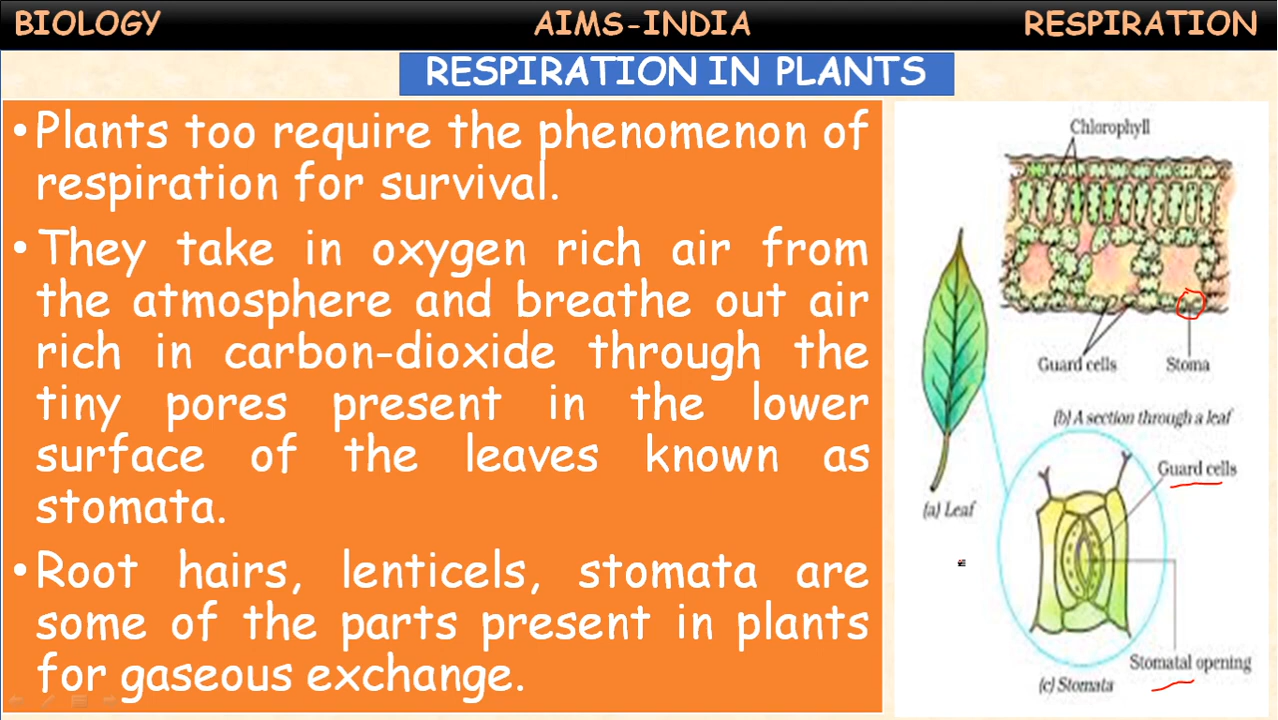 BIOLOGY AIMS-INDIA RESPIRATION
RESPIRATION IN PLANTS
•Plants too require the phenomenon of
respiration for survival.
•They take in oxygen rich air from
the atmosphere and breathe out air
rich in carbon-dioxide through the
tiny pores present in the lower
surface of the leaves known as
stomata.
•Root hairs, lenticels, stomata are
some of the parts present in plants
for gaseous exchange.
Chlorophyll
Guard cells Stoma
(b) A section through a leaf
Guard cells
(a) Leaf
Stomatal opening
(c) Stomata